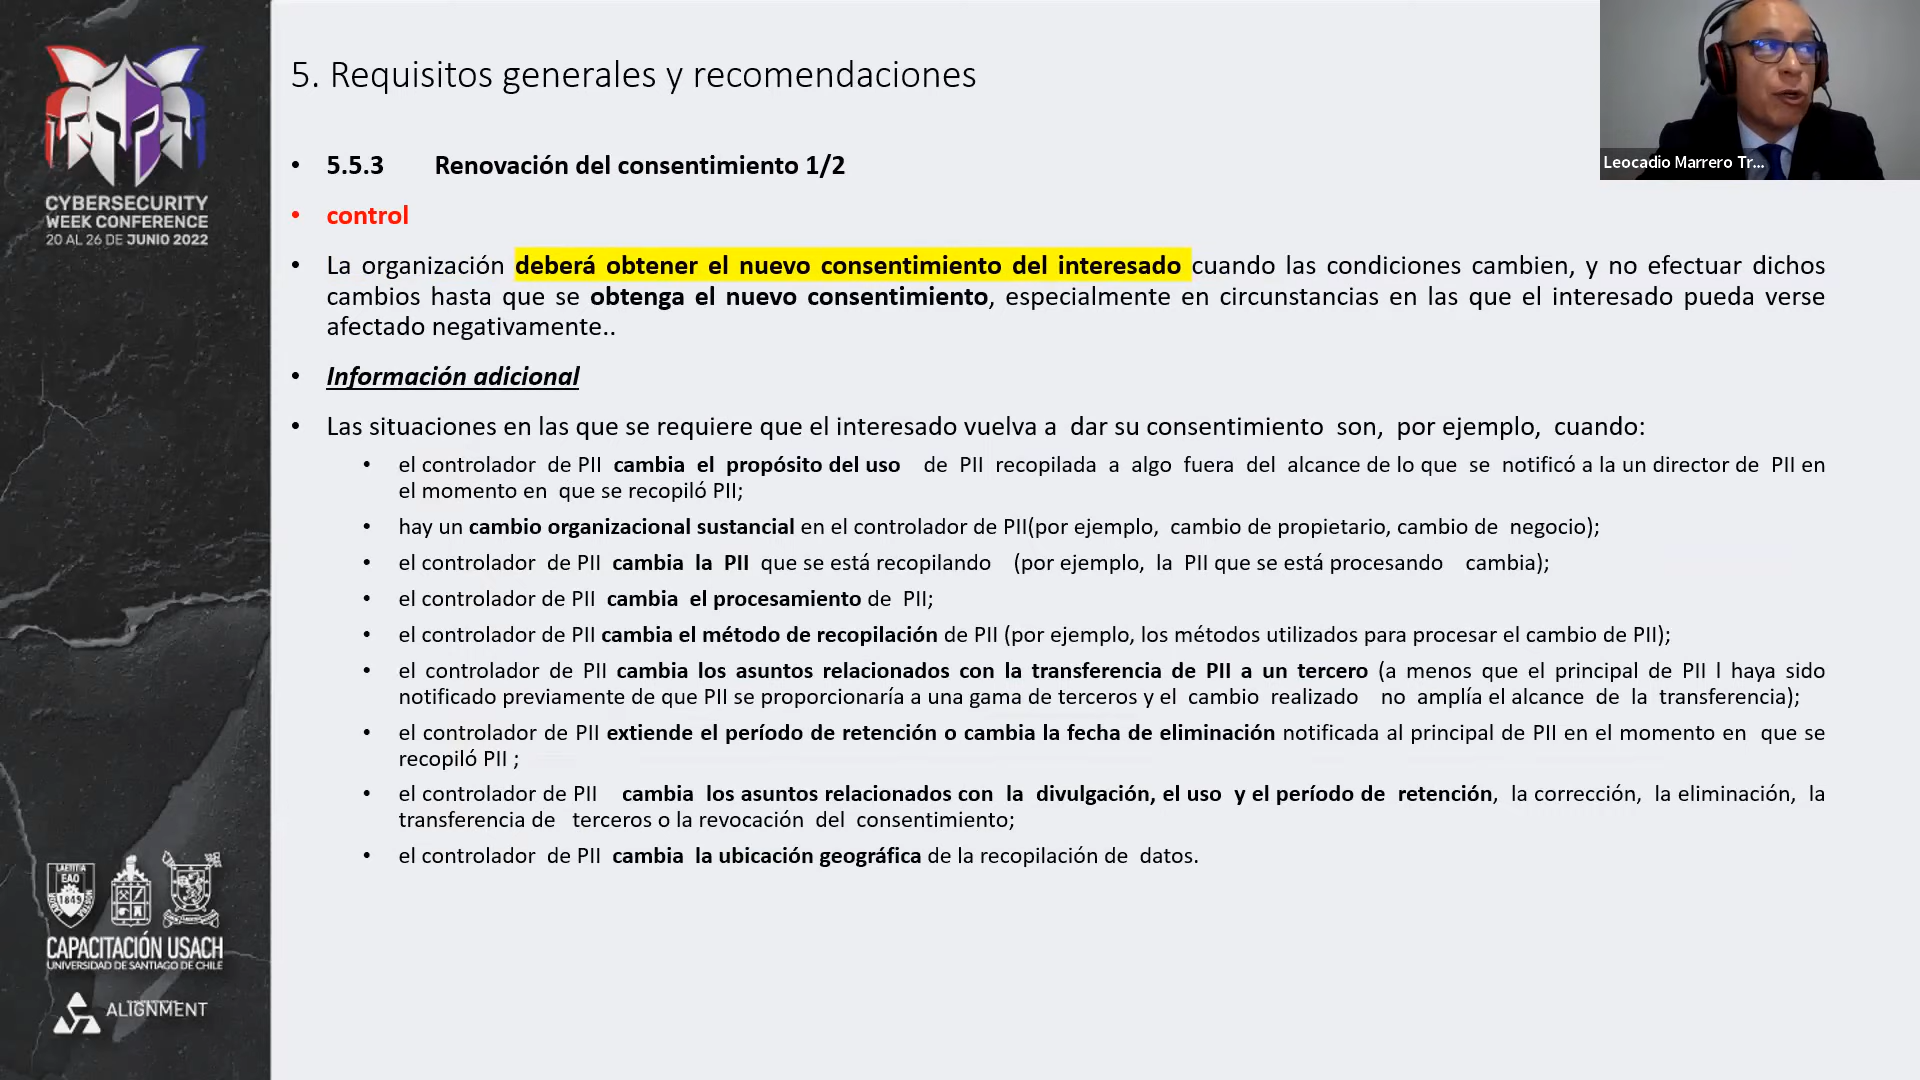 CYBERSECURITY
WEEK CONFERENCE
20 AL 26 DE JUNIO 2022
5. Requisitos generales y recomendaciones
Leocadio Marrero Tr...
• 5.5.3 Renovación del consentimiento 1/2
• control
• La organización deberá obtener el nuevo consentimiento del interesado cuando las condiciones cambien, y no efectuar dichos
cambios hasta que se obtenga el nuevo consentimiento, especialmente en circunstancias en las que el interesado pueda verse
afectado negativamente..
• Información adicional
• Las situaciones en las que se requiere que el interesado vuelva a dar su consentimiento son, por ejemplo, cuando:
• el controlador de PII cambia el propósito del uso de PII recopilada a algo fuera del alcance de lo que se notificó a la un director de PII en
el momento en que se recopiló PII;
• hay un cambio organizacional sustancial en el controlador de PII(por ejemplo, cambio de propietario, cambio de negocio);
• el controlador de PII cambia la PII que se está recopilando (por ejemplo, la PII que se está procesando cambia);
• el controlador de PII cambia el procesamiento de PII;
• el controlador de PII cambia el método de recopilación de PII (por ejemplo, los métodos utilizados para procesar el cambio de PII);
• el controlador de PII cambia los asuntos relacionados con la transferencia de PII a un tercero (a menos que el principal de PII l haya sido
notificado previamente de que PII se proporcionaría a una gama de terceros y el cambio realizado no amplía el alcance de la transferencia);
• el controlador de PII extiende el período de retención o cambia la fecha de eliminación notificada al principal de PII en el momento en que se
recopiló PII ;
• el controlador de PII cambia los asuntos relacionados con la divulgación, el uso y el período de retención, la corrección, la eliminación, la
transferencia de terceros o la revocación del consentimiento;
• el controlador de PII cambia la ubicación geográfica de la recopilación de datos.
LAETITIA
EAO
1849
CAPACITACIÓN USACH
UNIVERSIDAD DE SANTIAGO DE CHILE
ALIGNMENT